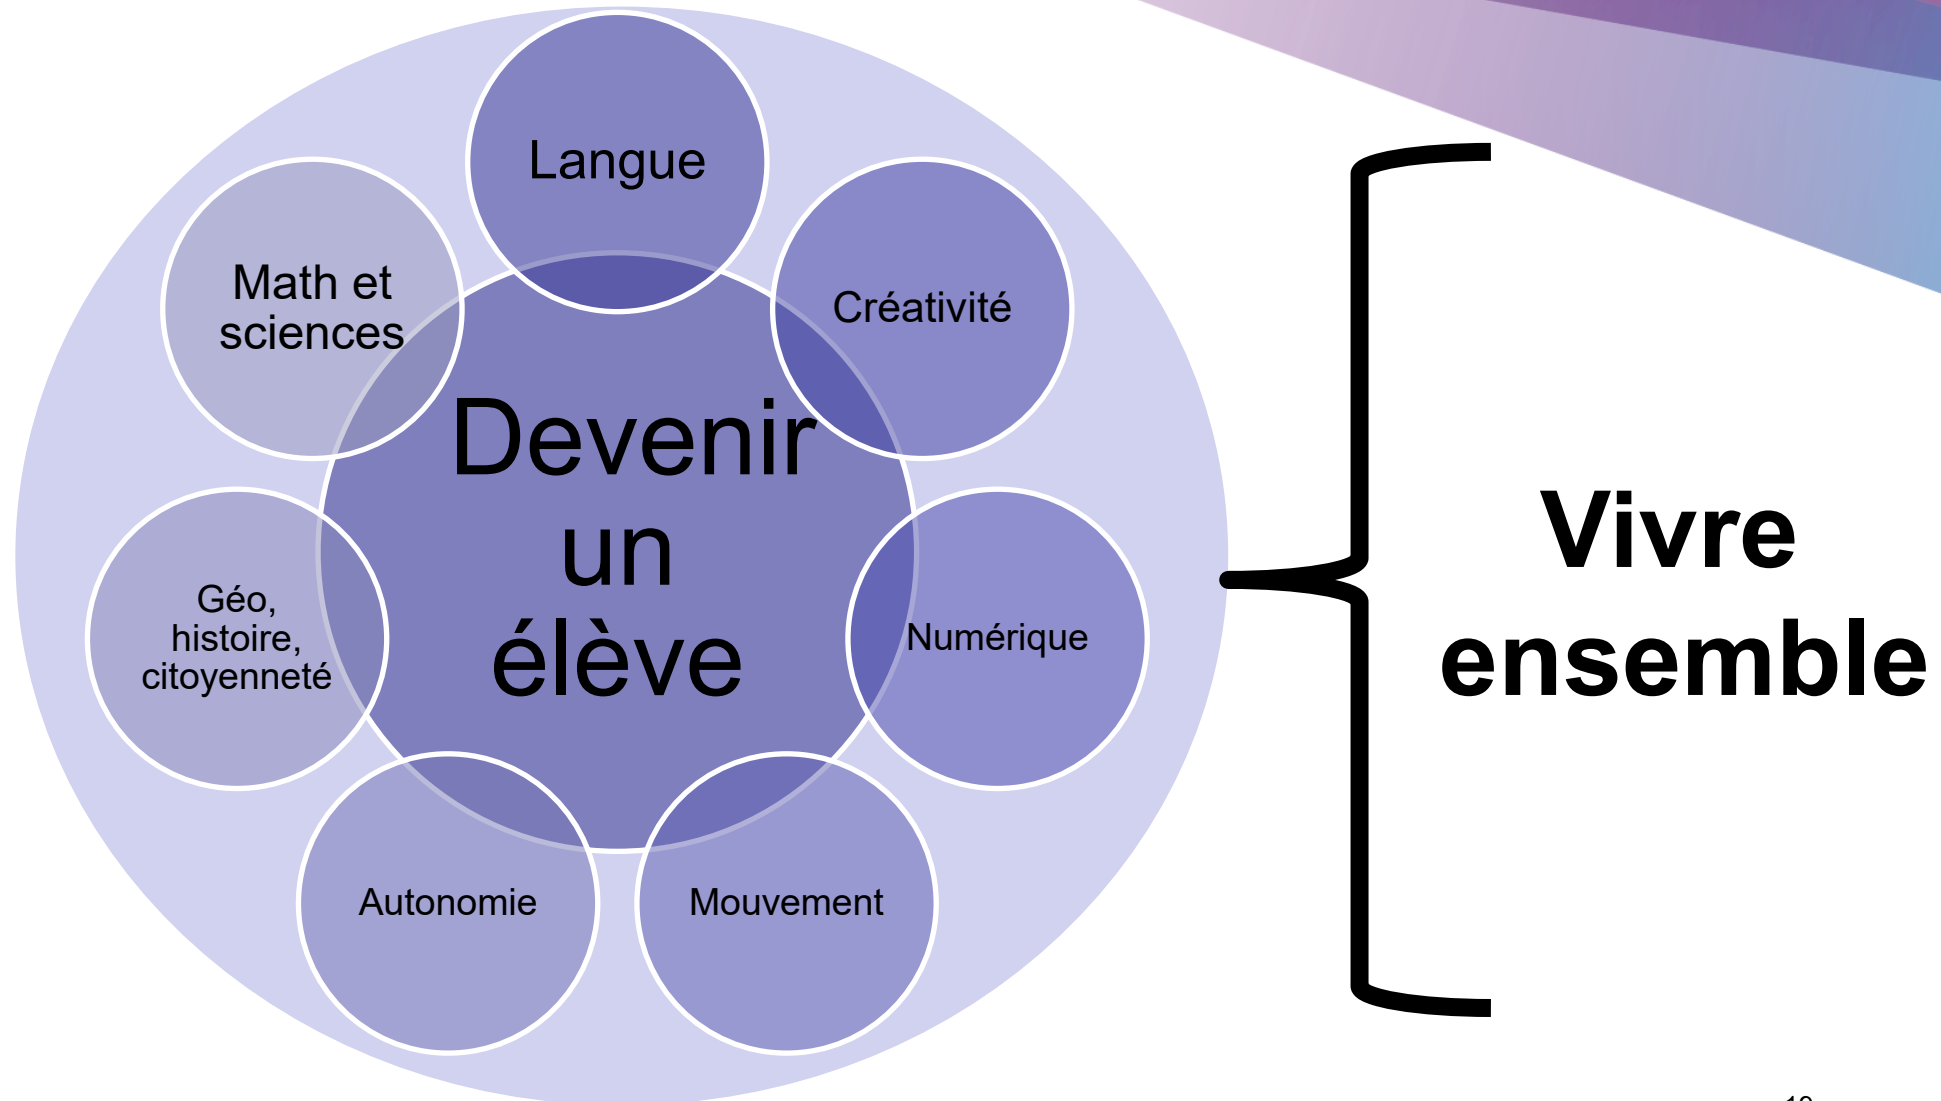 Langue
Créativité
Numérique
Mouvement
Autonomie
Géo,
histoire,
citoyenneté
Math et
sciences
Devenir
un
élève
Vivre
ensemble